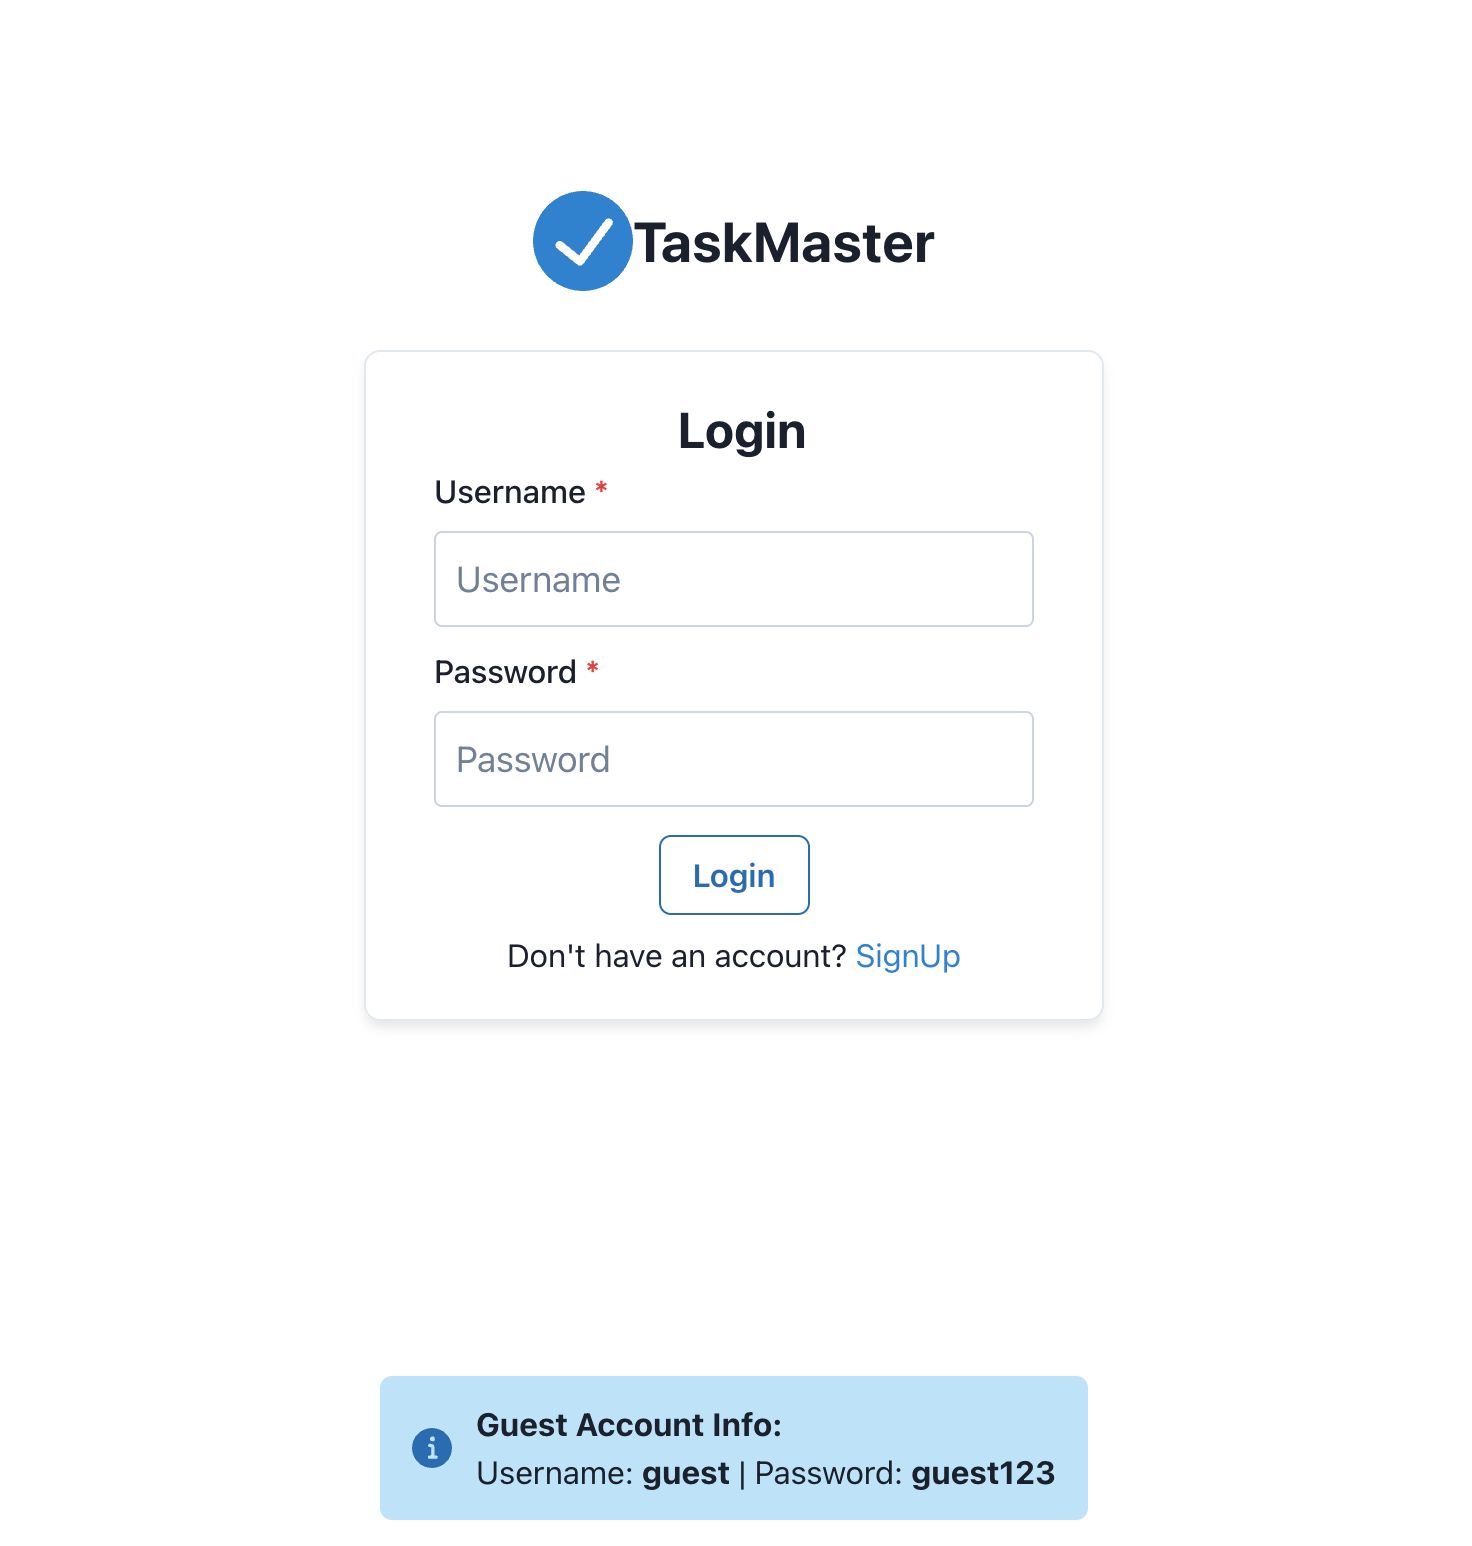 TaskMaster
Login
Username *
Username
Password *
Password
Login
Don't have an account? SignUp
Guest Account Info:
Username: guest | Password: guest123